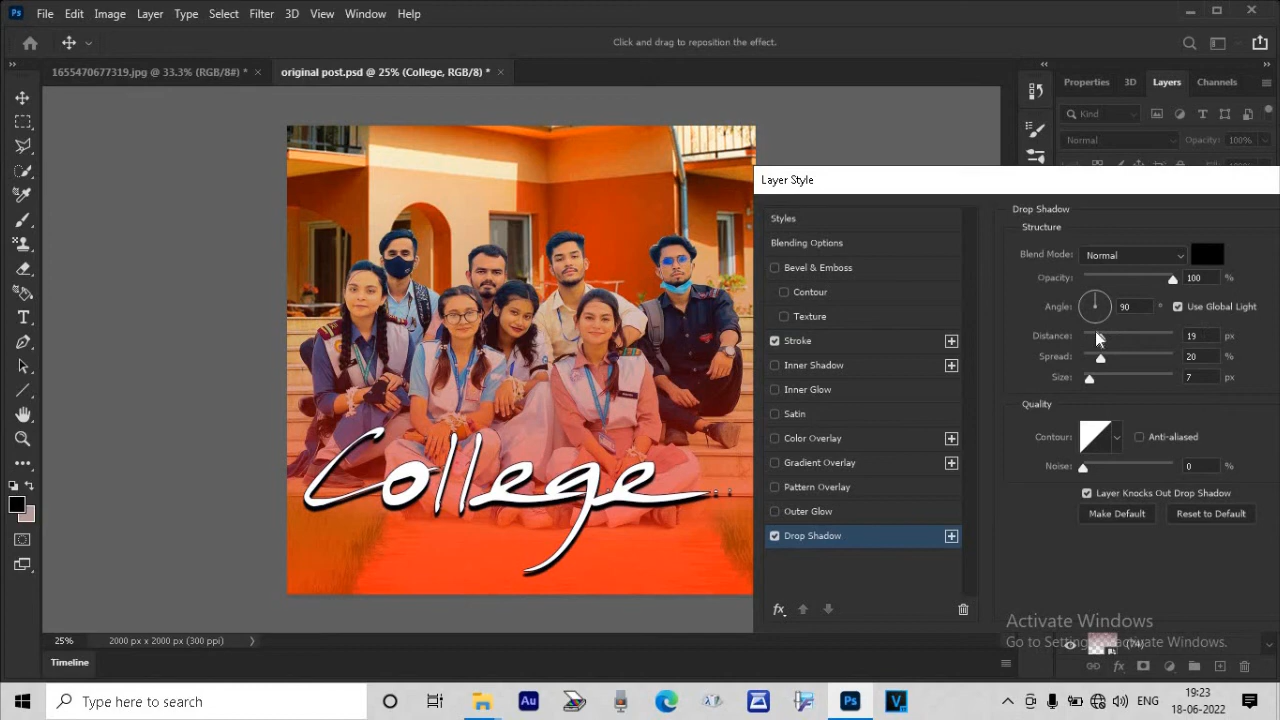 Ps File Edit Image Layer Type Select Filter 3D View Window Help
Click and drag to reposition the effect.
1655470677319.jpg @ 33.3% (RGB/8#) * × original post.psd @ 25% (College, RGB/8) * ×
Properties 3D Layers Channels
Kind
Normal Opacity: 100%
Layer Style
Styles
Blending Options
Bevel & Emboss
Contour
Texture
Stroke
Inner Shadow
Inner Glow
Satin
Color Overlay
Gradient Overlay
Pattern Overlay
Outer Glow
Drop Shadow
fx
Drop Shadow
Structure
Blend Mode: Normal
Opacity: 100 %
Angle: 90 ° Use Global Light
Distance: 19 px
Spread: 20 %
Size: 7 px
Quality
Contour: Anti-aliased
Noise: 0 %
Layer Knocks Out Drop Shadow
Make Default Reset to Default
College
Activate Windows
Go to Settings to Activate Windows.
25% 2000 px x 2000 px (300 ppi)
Timeline
fx
Type here to search
Au
Ps
V
ENG
19:23
18-06-2022